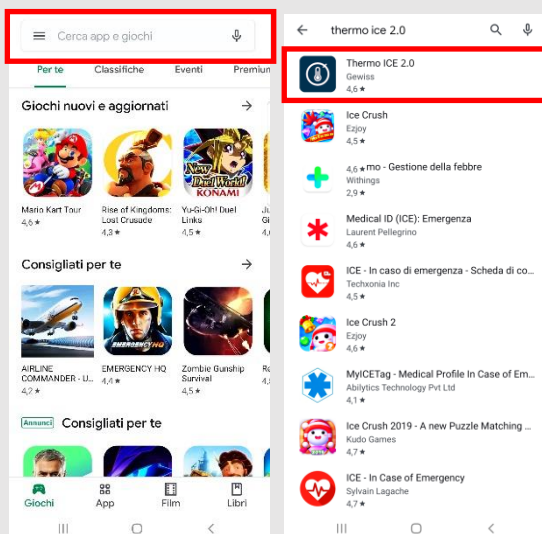 Cerca app e giochi
Per te Classifiche Eventi Premium
Giochi nuovi e aggiornati
New
Duel World!
KONAMI
Mario Kart Tour
4,6 ★
Rise of Kingdoms:
Lost Crusade
4,3 ★
Yu-Gi-Oh! Duel
Links
4,5 ★
Consigliati per te
EMERGENCY HQ
AIRLINE
COMMANDER - U...
4,2 ★
EMERGENCY HQ
4,4 ★
Zombie Gunship
Survival
4,5 ★
Annunci Consigliati per te
Giochi App Film Libri
thermo ice 2.0
Thermo ICE 2.0
Gewiss
4,6 ★
Ice Crush
Ezjoy
4,5 ★
4,6 ★ mo - Gestione della febbre
Withings
2,9 ★
Medical ID (ICE): Emergenza
Laurent Pellegrino
4,6 ★
ICE - In caso di emergenza - Scheda di co...
Techxonia Inc
4,5 ★
Ice Crush 2
Ezjoy
4,6 ★
MyICETag - Medical Profile In Case of Em...
Abilytics Technology Pvt Ltd
4,1 ★
Ice Crush 2019 - A new Puzzle Matching ...
Kudo Games
4,7 ★
ICE - In Case of Emergency
Sylvain Lagache
4,7 ★